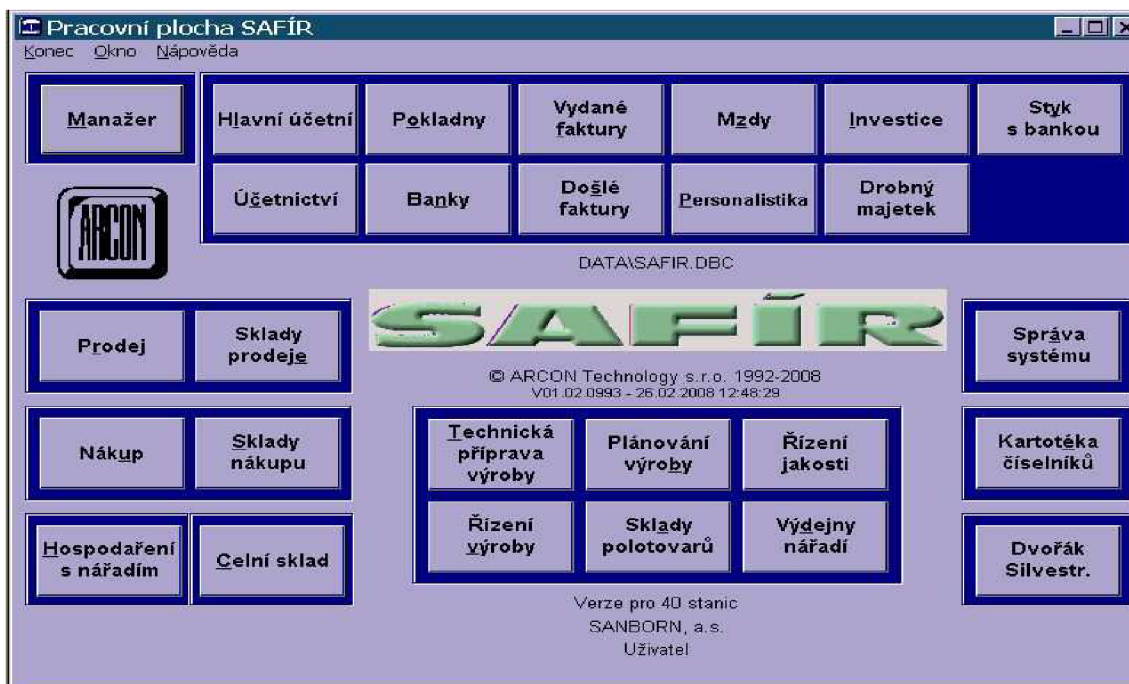 Pracovní plocha SAFÍR
Konec Okno Nápověda
Manažer
Hlavní účetní
Pokladny
Vydané
faktury
Mzdy
Investice
Styk
s bankou
Účetnictví
Banky
Došlé
faktury
Personalistika
Drobný
majetek
ARCON
DATA\SAFIR.DBC
SAFÍR
© ARCON Technology s.r.o. 1992-2008
V01.02.0993 - 26.02.2008 12:48:29
Prodej
Sklady
prodeje
Správa
systému
Nákup
Sklady
nákupu
Technická
příprava
výroby
Plánování
výroby
Řízení
jakosti
Kartotéka
číselníků
Hospodaření
s nářadím
Celní sklad
Řízení
výroby
Sklady
polotovarů
Výdejny
nářadí
Dvořák
Silvestr.
Verze pro 40 stanic
SANBORN, a.s.
Uživatel